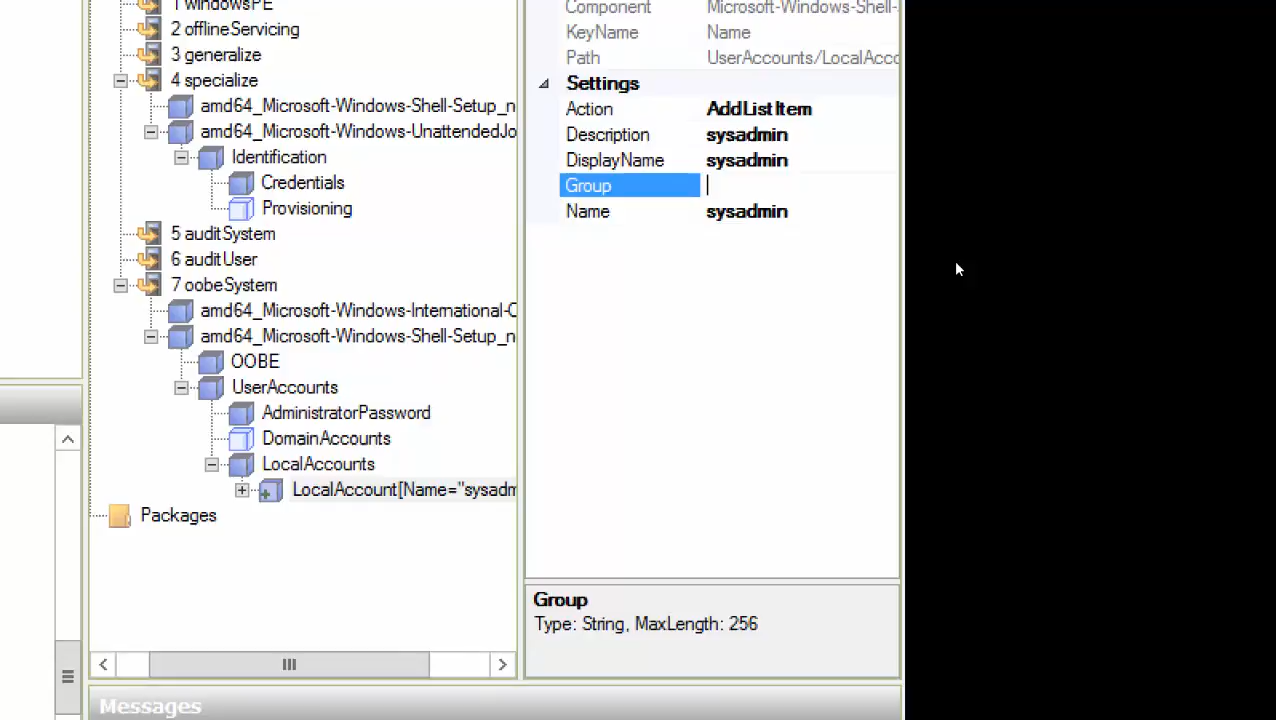 1 windowsPE
2 offlineServicing
3 generalize
4 specialize
amd64_Microsoft-Windows-Shell-Setup_n
amd64_Microsoft-Windows-UnattendedJo
Identification
Credentials
Provisioning
5 auditSystem
6 auditUser
7 oobeSystem
amd64_Microsoft-Windows-International-C
amd64_Microsoft-Windows-Shell-Setup_n
OOBE
UserAccounts
AdministratorPassword
DomainAccounts
LocalAccounts
LocalAccount[Name="sysadm
Packages
Component Microsoft-Windows-Shell-
KeyName Name
Path UserAccounts/LocalAcco
Settings
Action AddListItem
Description sysadmin
DisplayName sysadmin
Group
Name sysadmin
Group
Type: String, MaxLength: 256
Messages